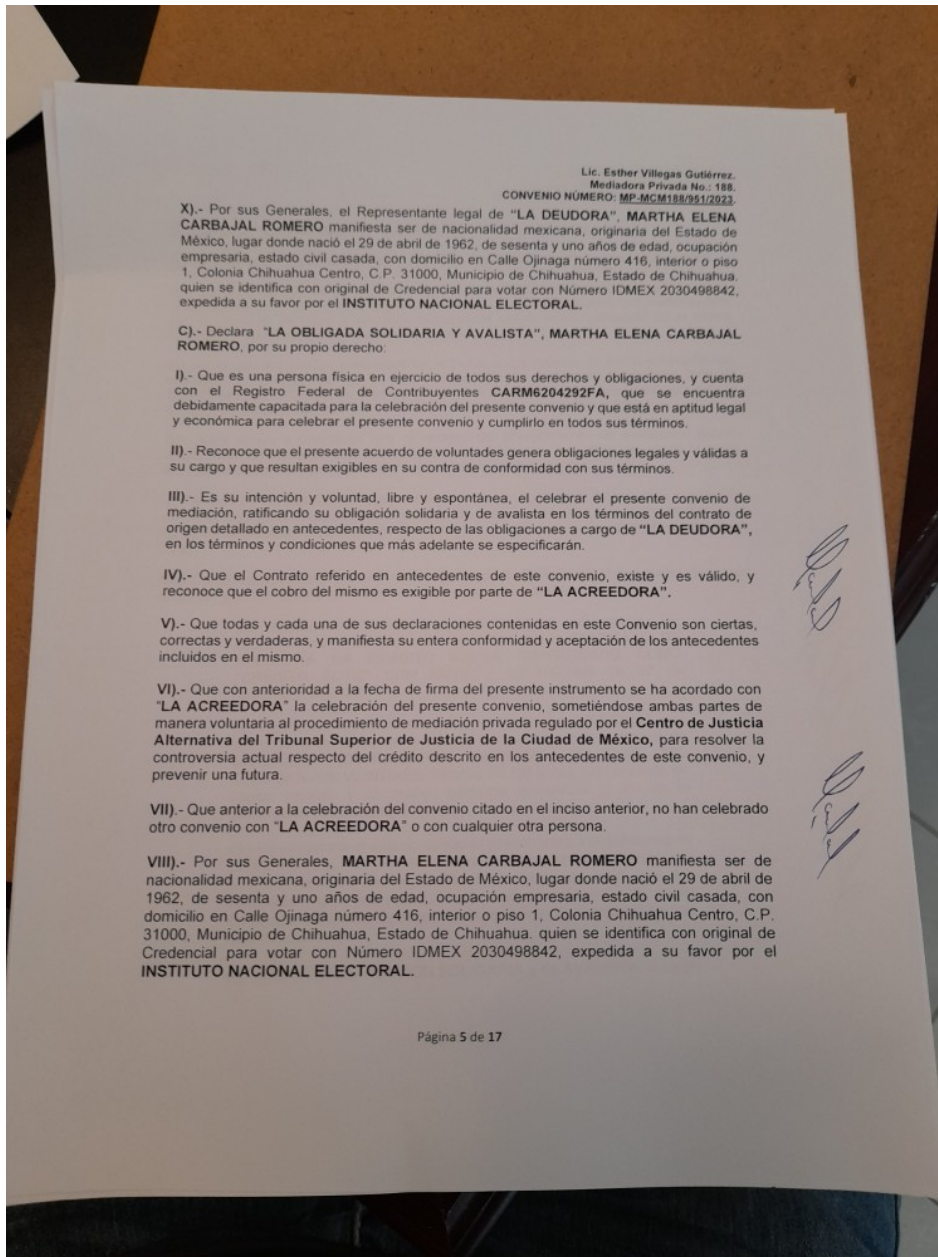 Lic. Esther Villegas Gutiérrez.
Mediadora Privada No.: 188.
CONVENIO NÚMERO: MP-MCM188/951/2023.
X).- Por sus Generales, el Representante legal de “LA DEUDORA”, MARTHA ELENA
CARBAJAL ROMERO manifiesta ser de nacionalidad mexicana, originaria del Estado de
México, lugar donde nació el 29 de abril de 1962, de sesenta y uno años de edad, ocupación
empresaria, estado civil casada, con domicilio en Calle Ojinaga número 416, interior o piso
1, Colonia Chihuahua Centro, C.P. 31000, Municipio de Chihuahua, Estado de Chihuahua.
quien se identifica con original de Credencial para votar con Número IDMEX 2030498842,
expedida a su favor por el INSTITUTO NACIONAL ELECTORAL.
C).- Declara “LA OBLIGADA SOLIDARIA Y AVALISTA”, MARTHA ELENA CARBAJAL
ROMERO, por su propio derecho:
I).- Que es una persona física en ejercicio de todos sus derechos y obligaciones, y cuenta
con el Registro Federal de Contribuyentes CARM6204292FA, que se encuentra
debidamente capacitada para la celebración del presente convenio y que está en aptitud legal
y económica para celebrar el presente convenio y cumplirlo en todos sus términos.
II).- Reconoce que el presente acuerdo de voluntades genera obligaciones legales y válidas a
su cargo y que resultan exigibles en su contra de conformidad con sus términos.
III).- Es su intención y voluntad, libre y espontánea, el celebrar el presente convenio de
mediación, ratificando su obligación solidaria y de avalista en los términos del contrato de
origen detallado en antecedentes, respecto de las obligaciones a cargo de “LA DEUDORA”,
en los términos y condiciones que más adelante se especificarán.
IV).- Que el Contrato referido en antecedentes de este convenio, existe y es válido, y
reconoce que el cobro del mismo es exigible por parte de “LA ACREEDORA”.
V).- Que todas y cada una de sus declaraciones contenidas en este Convenio son ciertas,
correctas y verdaderas, y manifiesta su entera conformidad y aceptación de los antecedentes
incluidos en el mismo.
VI).- Que con anterioridad a la fecha de firma del presente instrumento se ha acordado con
“LA ACREEDORA” la celebración del presente convenio, sometiéndose ambas partes de
manera voluntaria al procedimiento de mediación privada regulado por el Centro de Justicia
Alternativa del Tribunal Superior de Justicia de la Ciudad de México, para resolver la
controversia actual respecto del crédito descrito en los antecedentes de este convenio, y
prevenir una futura.
VII).- Que anterior a la celebración del convenio citado en el inciso anterior, no han celebrado
otro convenio con “LA ACREEDORA” o con cualquier otra persona.
VIII).- Por sus Generales, MARTHA ELENA CARBAJAL ROMERO manifiesta ser de
nacionalidad mexicana, originaria del Estado de México, lugar donde nació el 29 de abril de
1962, de sesenta y uno años de edad, ocupación empresaria, estado civil casada, con
domicilio en Calle Ojinaga número 416, interior o piso 1, Colonia Chihuahua Centro, C.P.
31000, Municipio de Chihuahua, Estado de Chihuahua. quien se identifica con original de
Credencial para votar con Número IDMEX 2030498842, expedida a su favor por el
INSTITUTO NACIONAL ELECTORAL.
Página 5 de 17